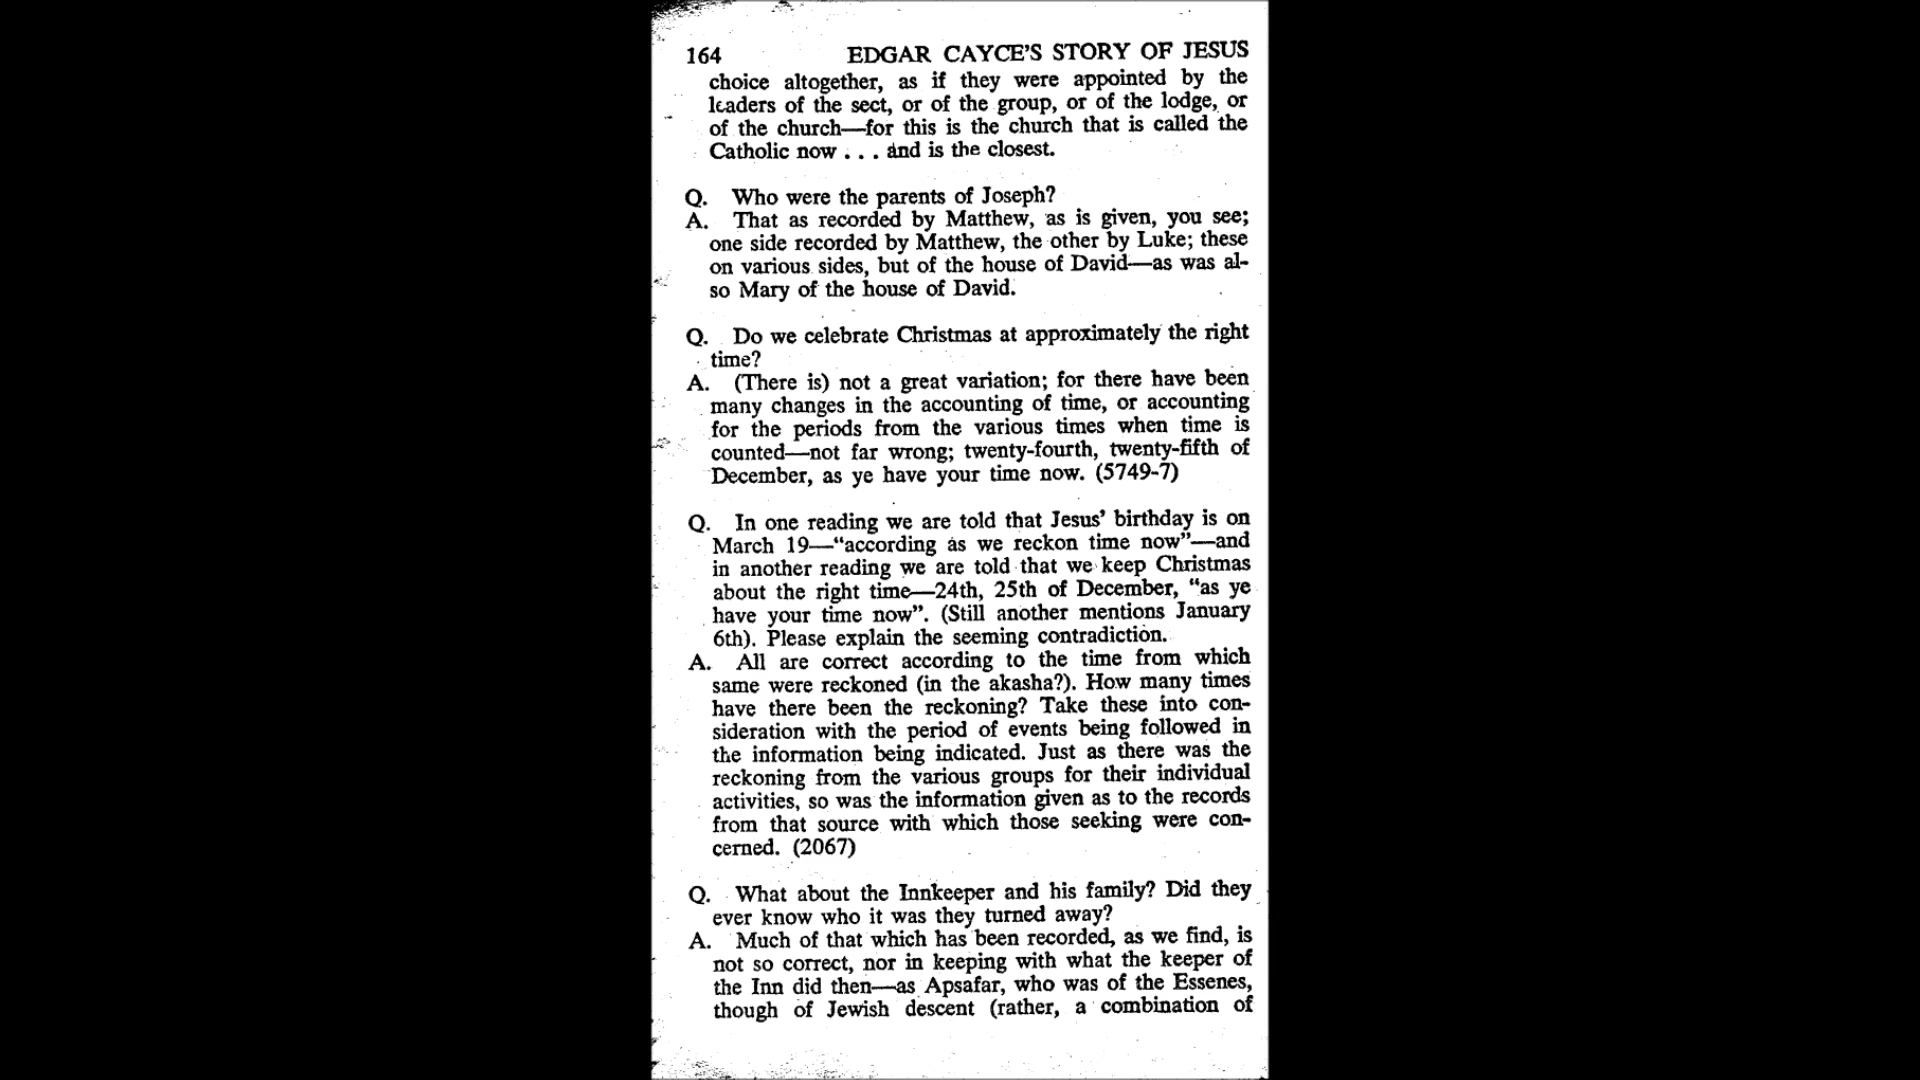 164 EDGAR CAYCE'S STORY OF JESUS
choice altogether, as if they were appointed by the
leaders of the sect, or of the group, or of the lodge, or
of the church—for this is the church that is called the
Catholic now . . . and is the closest.
Q. Who were the parents of Joseph?
A. That as recorded by Matthew, as is given, you see;
one side recorded by Matthew, the other by Luke; these
on various sides, but of the house of David—as was al-
so Mary of the house of David.
Q. Do we celebrate Christmas at approximately the right
time?
A. (There is) not a great variation; for there have been
many changes in the accounting of time, or accounting
for the periods from the various times when time is
counted—not far wrong; twenty-fourth, twenty-fifth of
December, as ye have your time now. (5749-7)
Q. In one reading we are told that Jesus' birthday is on
March 19—“according as we reckon time now”—and
in another reading we are told that we keep Christmas
about the right time—24th, 25th of December, “as ye
have your time now”. (Still another mentions January
6th). Please explain the seeming contradiction.
A. All are correct according to the time from which
same were reckoned (in the akasha?). How many times
have there been the reckoning? Take these into con-
sideration with the period of events being followed in
the information being indicated. Just as there was the
reckoning from the various groups for their individual
activities, so was the information given as to the records
from that source with which those seeking were con-
cerned. (2067)
Q. What about the Innkeeper and his family? Did they
ever know who it was they turned away?
A. Much of that which has been recorded, as we find, is
not so correct, nor in keeping with what the keeper of
the Inn did then—as Apsafar, who was of the Essenes,
though of Jewish descent (rather, a combination of